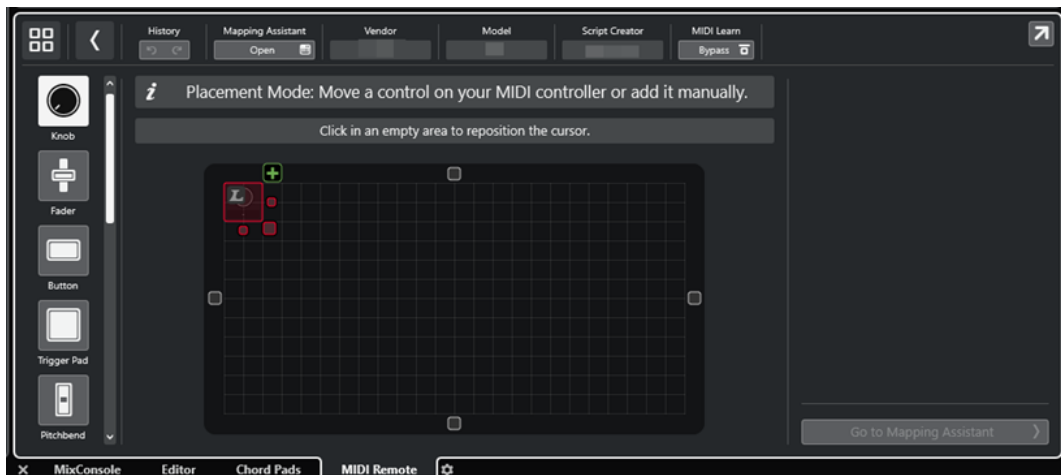 History
Mapping Assistant
Vendor
Model
Script Creator
MIDI Learn
Open
Bypass
i Placement Mode: Move a control on your MIDI controller or add it manually.
Click in an empty area to reposition the cursor.
Knob
L
Fader
Button
Trigger Pad
Pitchbend
Go to Mapping Assistant
MixConsole
Editor
Chord Pads
MIDI Remote